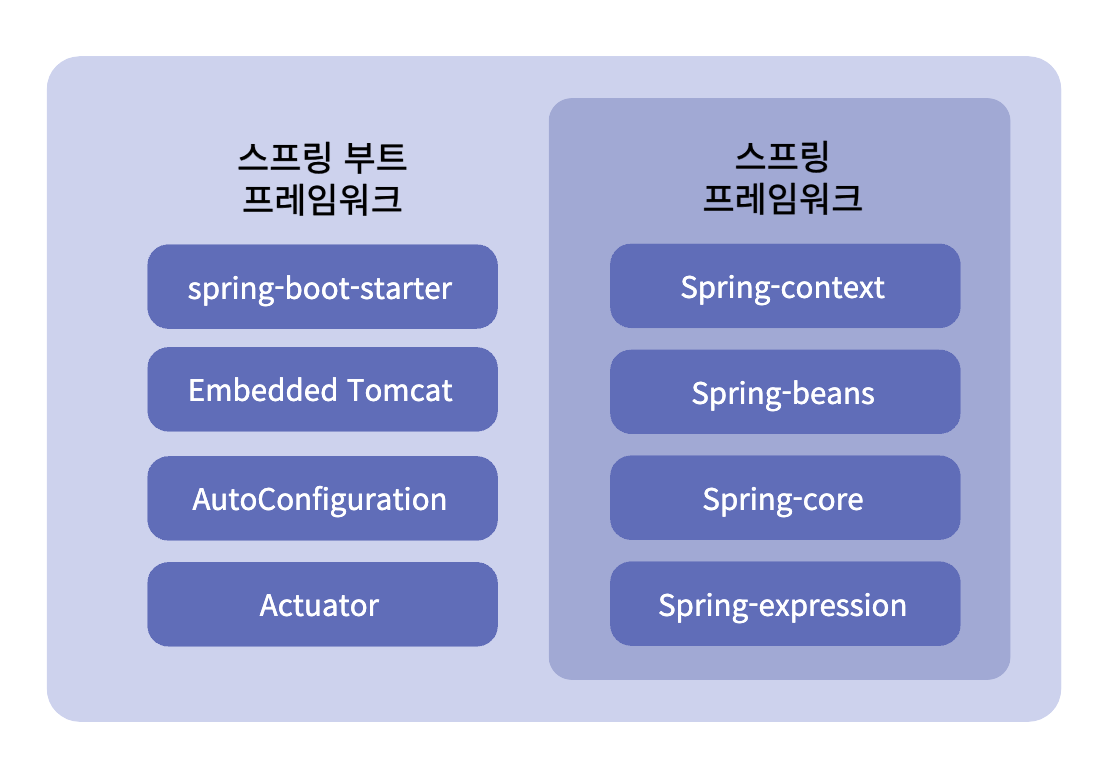 스프링 부트
프레임워크
spring-boot-starter
Embedded Tomcat
AutoConfiguration
Actuator
스프링
프레임워크
Spring-context
Spring-beans
Spring-core
Spring-expression